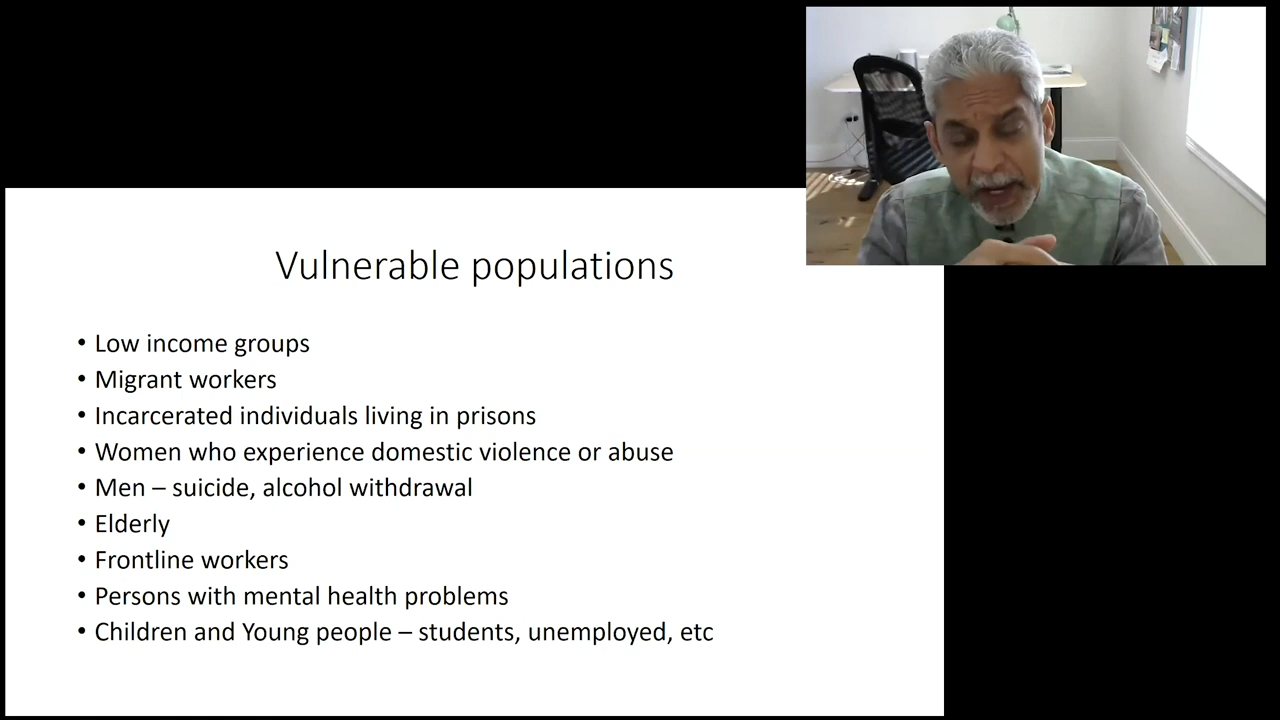 Vulnerable populations
• Low income groups
• Migrant workers
• Incarcerated individuals living in prisons
• Women who experience domestic violence or abuse
• Men – suicide, alcohol withdrawal
• Elderly
• Frontline workers
• Persons with mental health problems
• Children and Young people – students, unemployed, etc